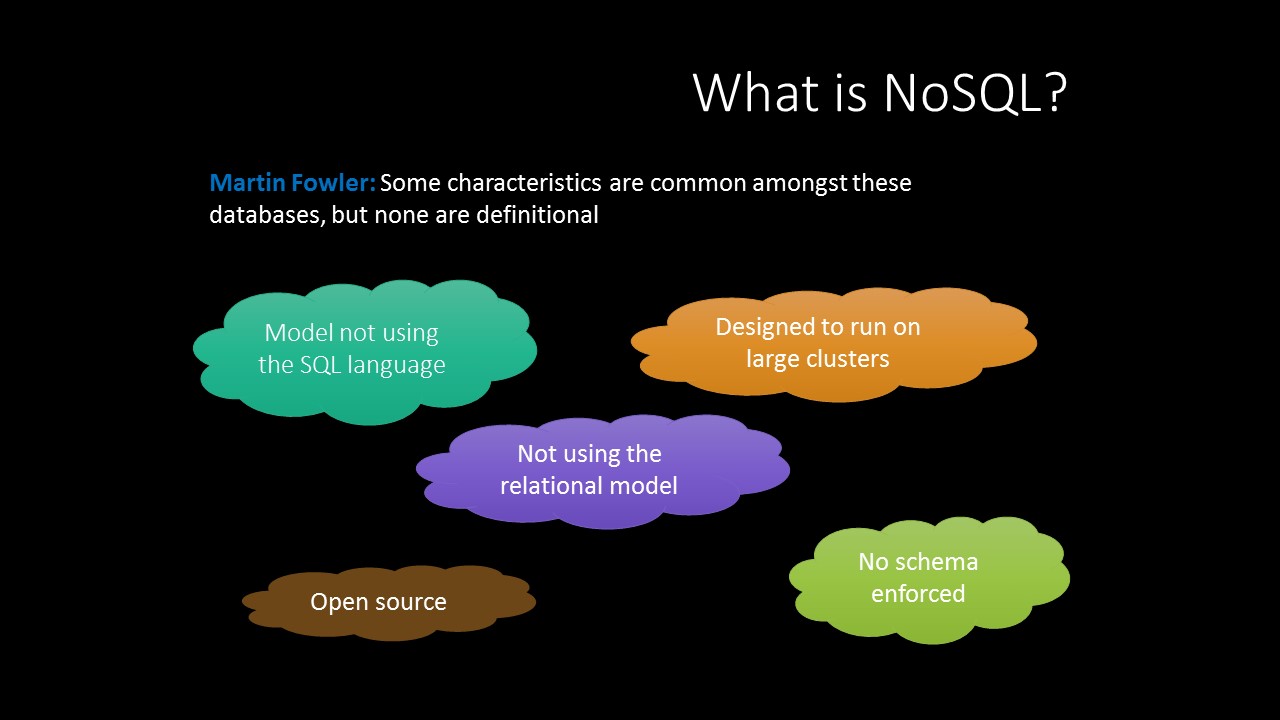 What is NoSQL?
Martin Fowler: Some characteristics are common amongst these
databases, but none are definitional
Model not using
the SQL language
Designed to run on
large clusters
Not using the
relational model
Open source
No schema
enforced